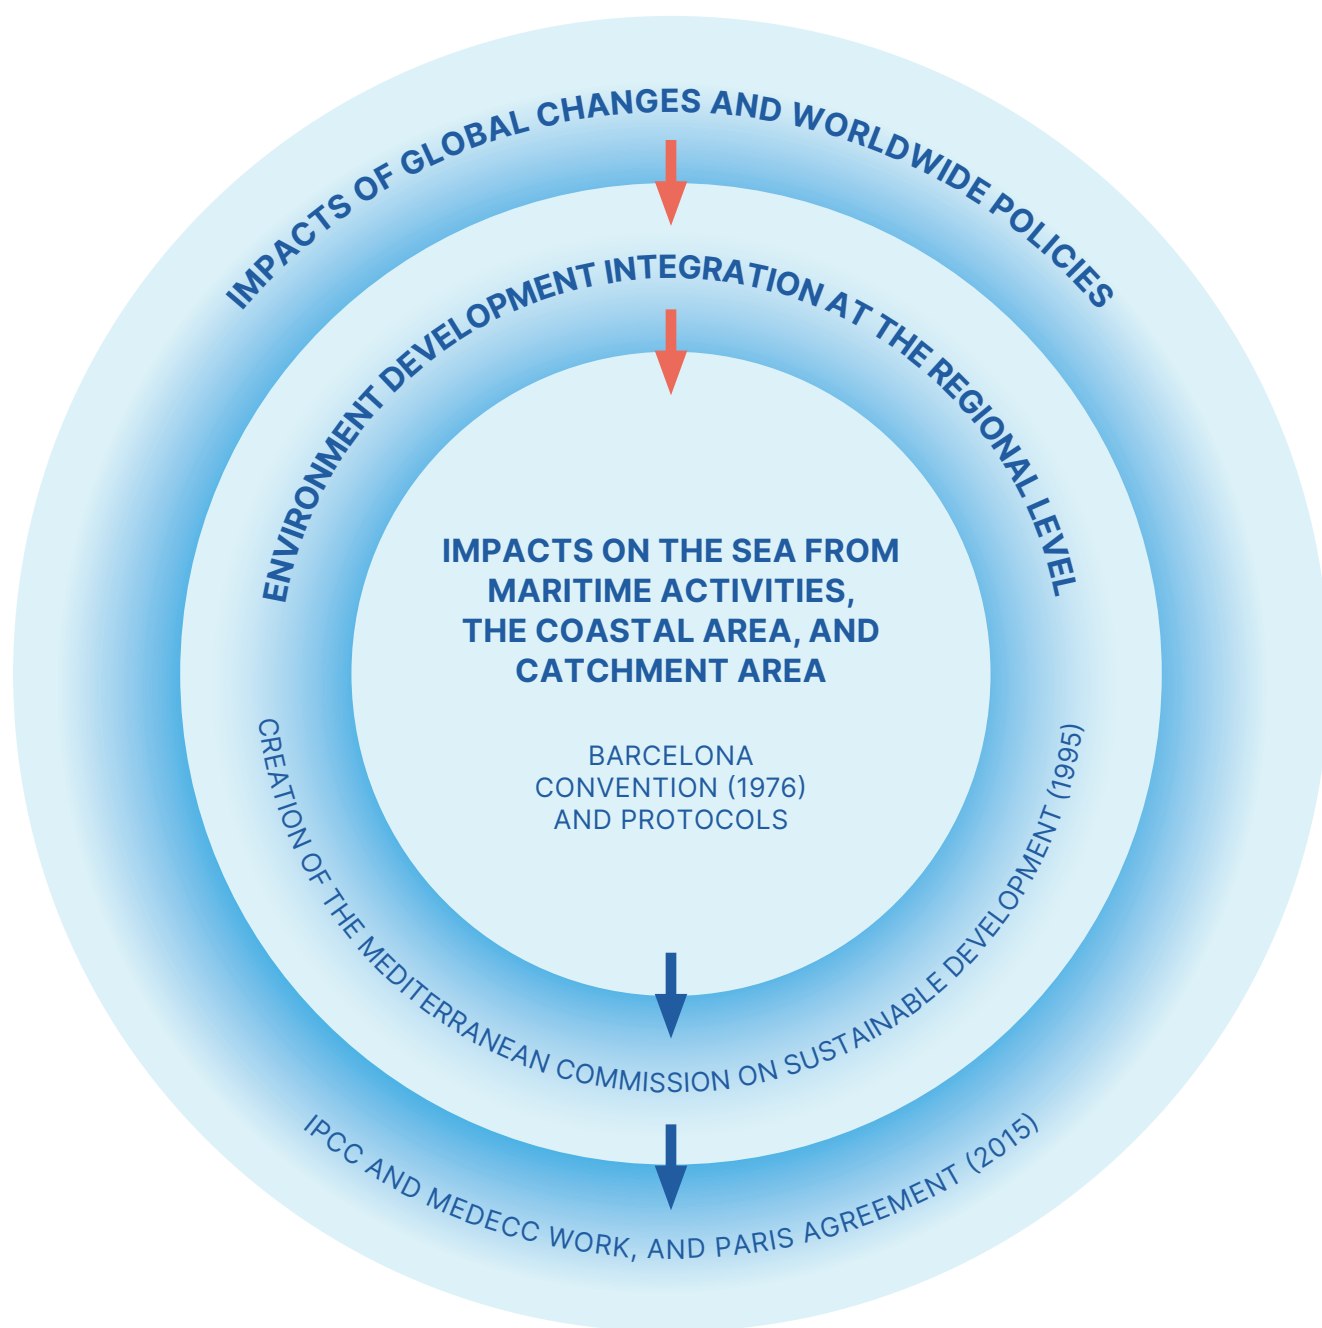 IMPACTS OF GLOBAL CHANGES AND WORLDWIDE POLICIES
ENVIRONMENT DEVELOPMENT INTEGRATION AT THE REGIONAL LEVEL
IMPACTS ON THE SEA FROM
MARITIME ACTIVITIES,
THE COASTAL AREA, AND
CATCHMENT AREA
BARCELONA
CONVENTION (1976)
AND PROTOCOLS
CREATION OF THE MEDITERRANEAN COMMISSION ON SUSTAINABLE DEVELOPMENT (1995)
IPCC AND MEDECC WORK, AND PARIS AGREEMENT (2015)